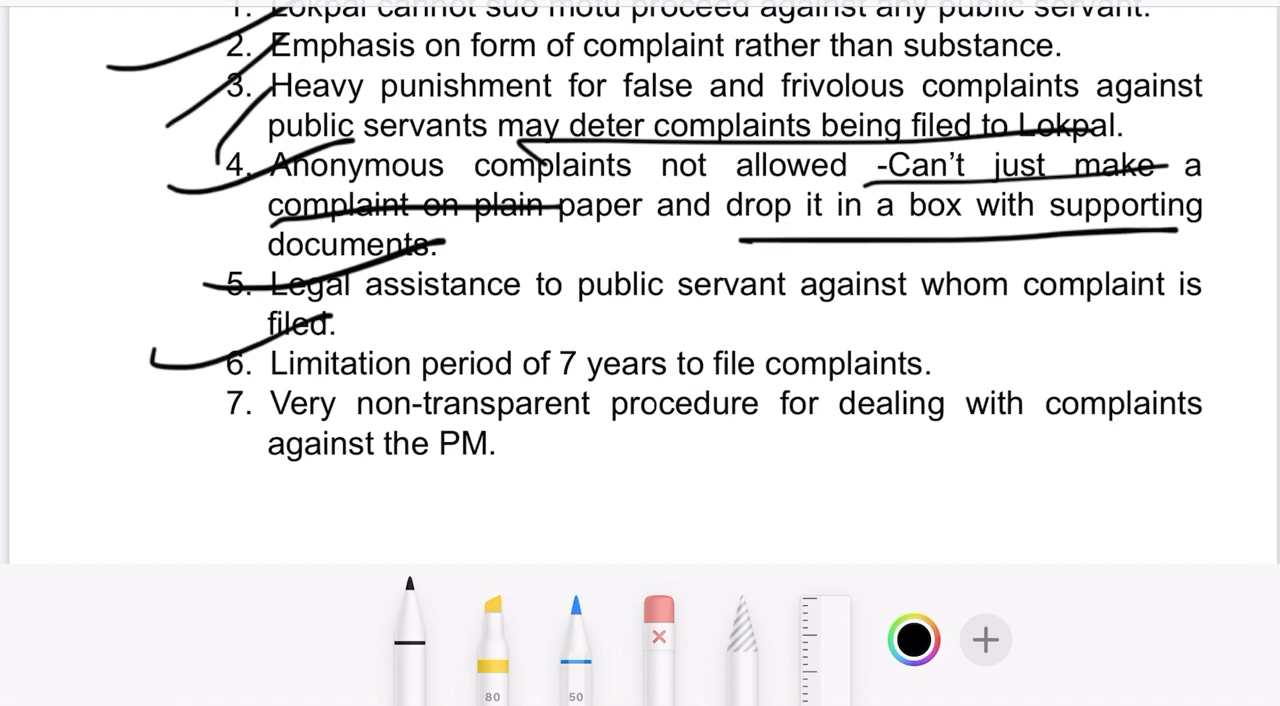 1. Lokpal cannot suo motu proceed against any public servant.
2. Emphasis on form of complaint rather than substance.
3. Heavy punishment for false and frivolous complaints against
public servants may deter complaints being filed to Lokpal.
4. Anonymous complaints not allowed -Can’t just make a
complaint on plain paper and drop it in a box with supporting
documents.
5. Legal assistance to public servant against whom complaint is
filed.
6. Limitation period of 7 years to file complaints.
7. Very non-transparent procedure for dealing with complaints
against the PM.
80 50